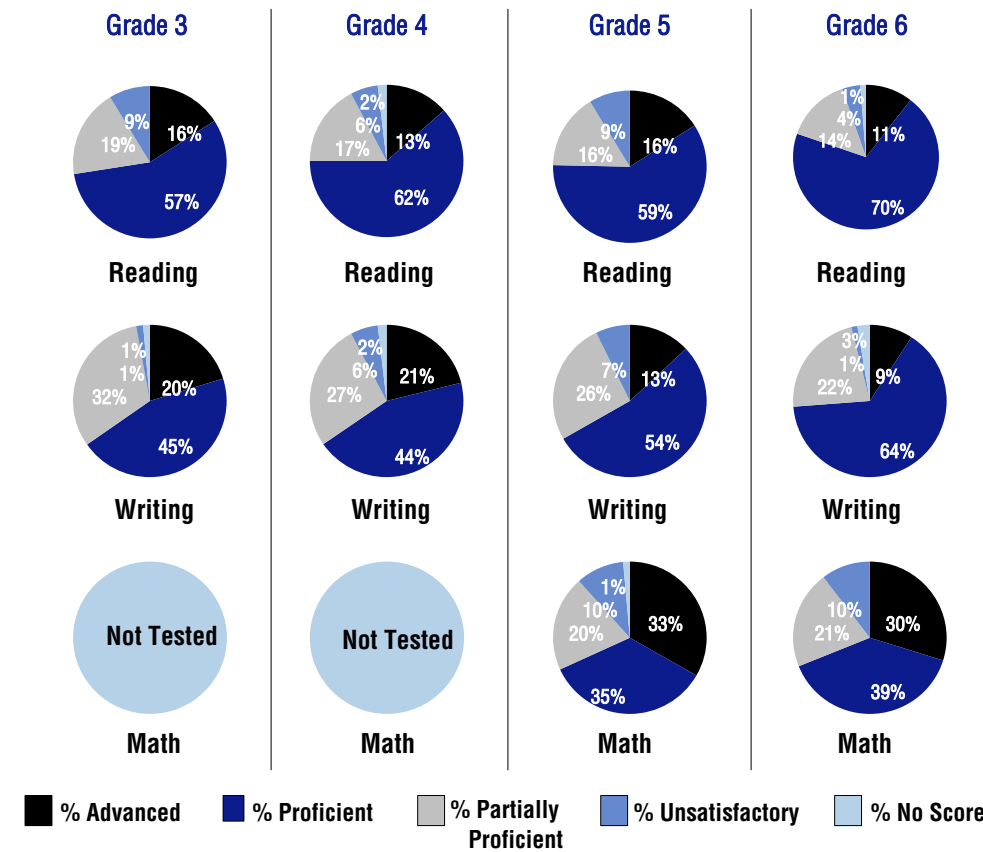 Grade 3
Grade 4
Grade 5
Grade 6
9%
16%
19%
57%
2%
6%
13%
17%
62%
9%
16%
16%
59%
1%
4%
11%
14%
70%
Reading
Reading
Reading
Reading
1%
1%
20%
32%
45%
2%
6%
21%
27%
44%
7%
13%
26%
54%
3%
1%
9%
22%
64%
Writing
Writing
Writing
Writing
Not Tested
Not Tested
1%
10%
33%
20%
35%
10%
30%
21%
39%
Math
Math
Math
Math
% Advanced
% Proficient
% Partially
Proficient
% Unsatisfactory
% No Score